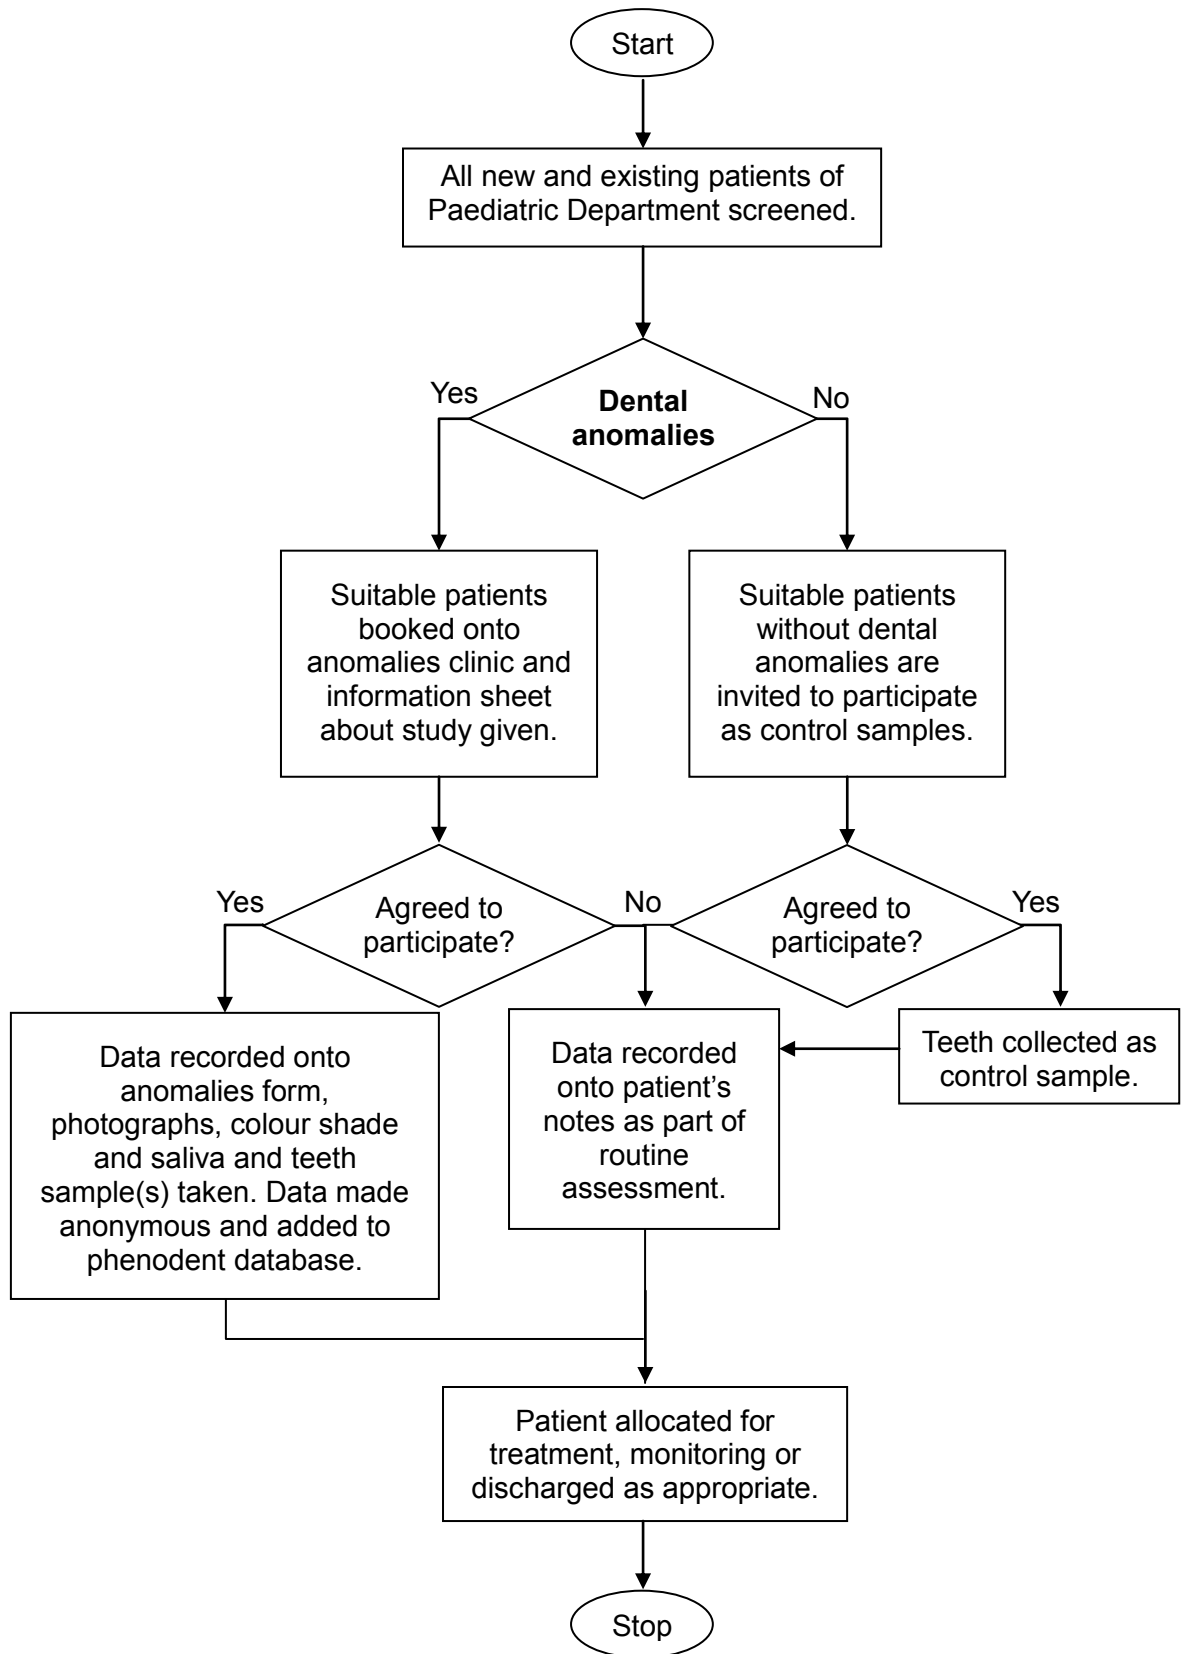 Start
All new and existing patients of
Paediatric Department screened.
Yes
Dental
anomalies
No
Suitable patients
booked onto
anomalies clinic and
information sheet
about study given.
Suitable patients
without dental
anomalies are
invited to participate
as control samples.
Yes
Agreed to
participate?
No
Agreed to
participate?
Yes
Data recorded onto
anomalies form,
photographs, colour shade
and saliva and teeth
sample(s) taken. Data made
anonymous and added to
phenodent database.
Data recorded
onto patient’s
notes as part of
routine
assessment.
Teeth collected as
control sample.
Patient allocated for
treatment, monitoring or
discharged as appropriate.
Stop